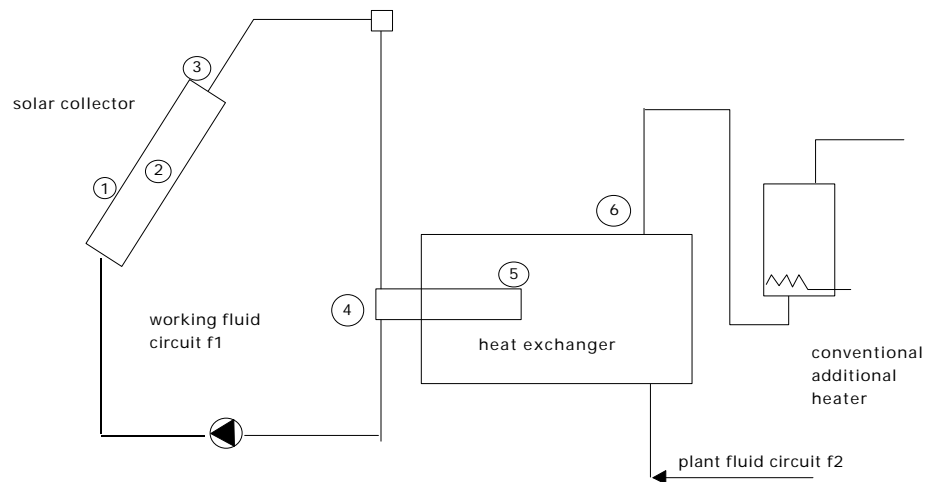 3
solar collector
2
1
6
5
4
working fluid
circuit f1
heat exchanger
conventional
additional
heater
plant fluid circuit f2